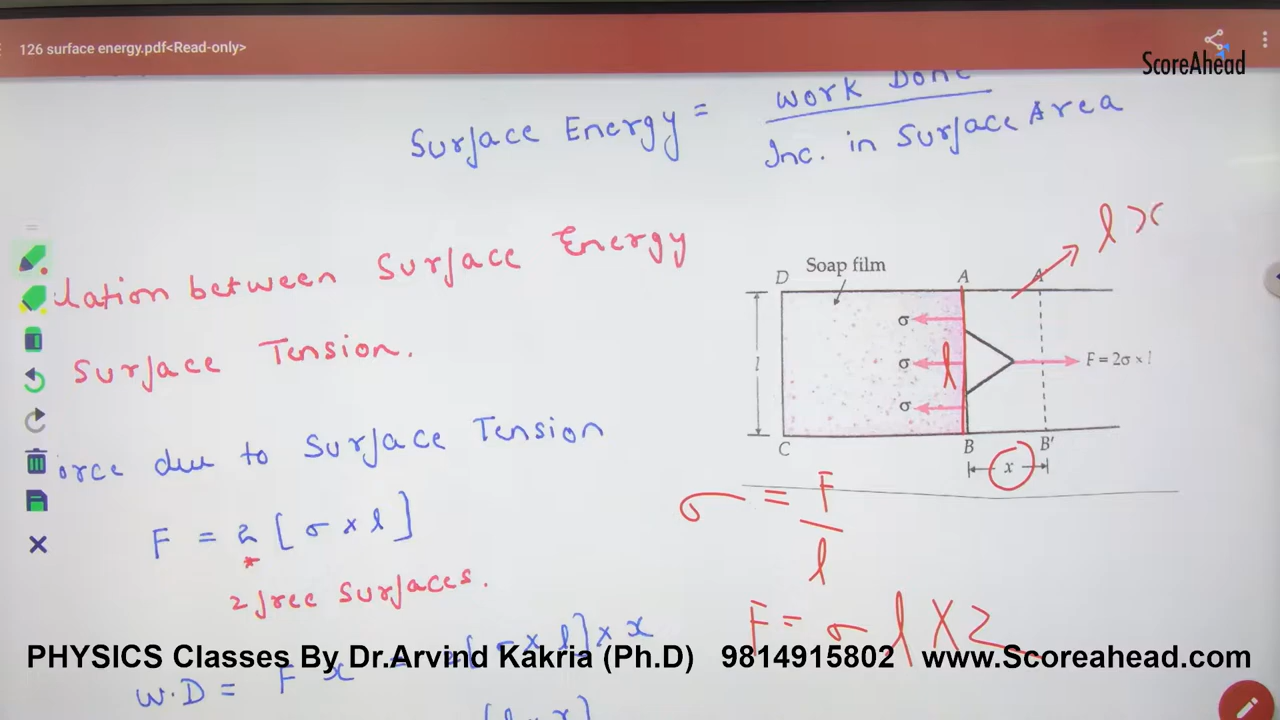 126 surface energy.pdf<Read-only>
ScoreAhead
Surface Energy = Work Done
Inc. in Surface Area
lation between Surface Energy
Surface Tension.
orce due to Surface Tension
F = 2 [ σ × l ]
*
2 free surfaces.
W.D = F x = [ σ × l ] × x
l x
Soap film
D A A'
σ
σ
σ
l
l
F = 2σ × l
C B B'
x
σ = F
l
F = σ l X 2
PHYSICS Classes By Dr.Arvind Kakria (Ph.D) 9814915802 www.Scoreahead.com